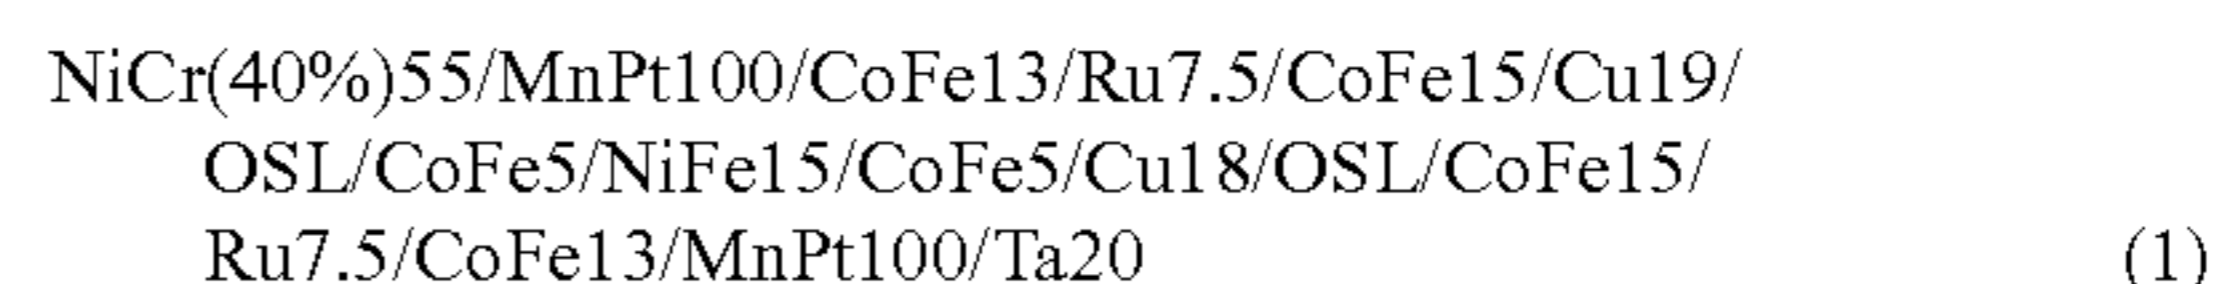 NiCr(40%)55/MnPt100/CoFe13/Ru7.5/CoFe15/Cu19/
OSL/CoFe5/NiFe15/CoFe5/Cu18/OSL/CoFe15/
Ru7.5/CoFe13/MnPt100/Ta20 (1)